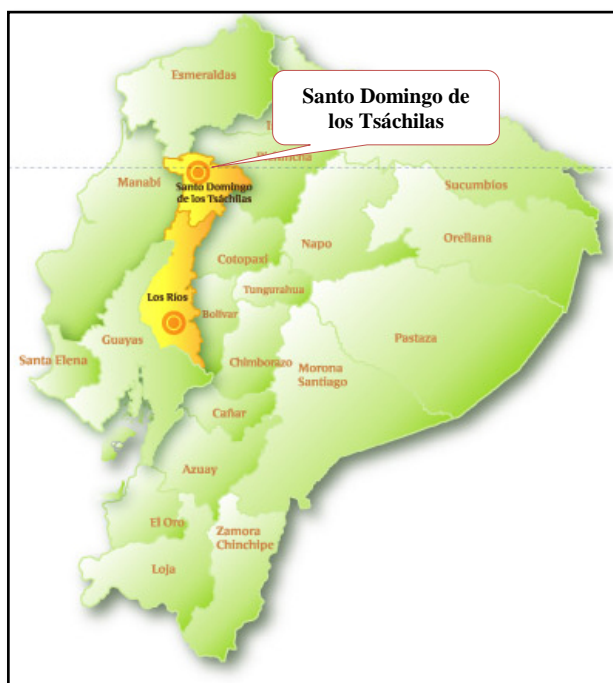 Esmeraldas
Santo Domingo de
los Tsáchilas
Manabí
Santo Domingo
de los Tsáchilas
Sucumbios
Orellana
Napo
Cotopaxi
Tungurahua
Los Ríos
Bolívar
Guayas
Pastaza
Santa Elena
Chimborazo
Morona
Santiago
Cañar
Azuay
El Oro
Zamora
Chinchipe
Loja